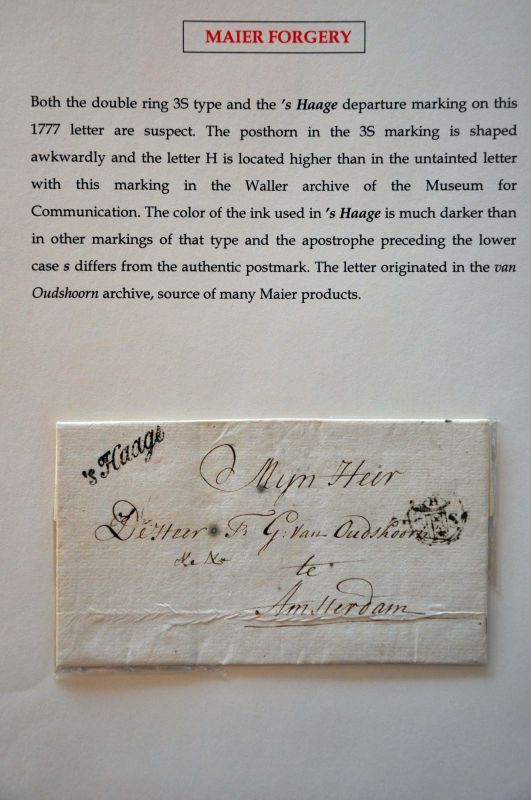 MAIER FORGERY
Both the double ring 3S type and the 's Haage departure marking on this
1777 letter are suspect. The posthorn in the 3S marking is shaped
awkwardly and the letter H is located higher than in the untainted letter
with this marking in the Waller archive of the Museum for
Communication. The color of the ink used in 's Haage is much darker than
in other markings of that type and the apostrophe preceding the lower
case s differs from the authentic postmark. The letter originated in the van
Oudshoorn archive, source of many Maier products.
's Haage
Mijn Heer
De Heer F: G: van Oudshoorn
te
Amsterdam